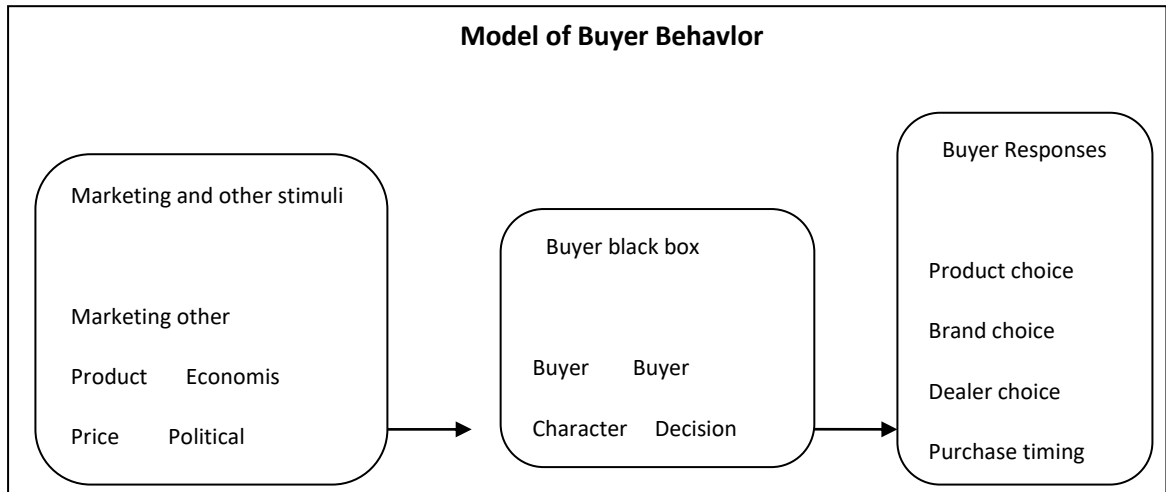 Model of Buyer Behavlor
Marketing and other stimuli
Marketing other
Product Economis
Price Political
Buyer black box
Buyer Buyer
Character Decision
Buyer Responses
Product choice
Brand choice
Dealer choice
Purchase timing